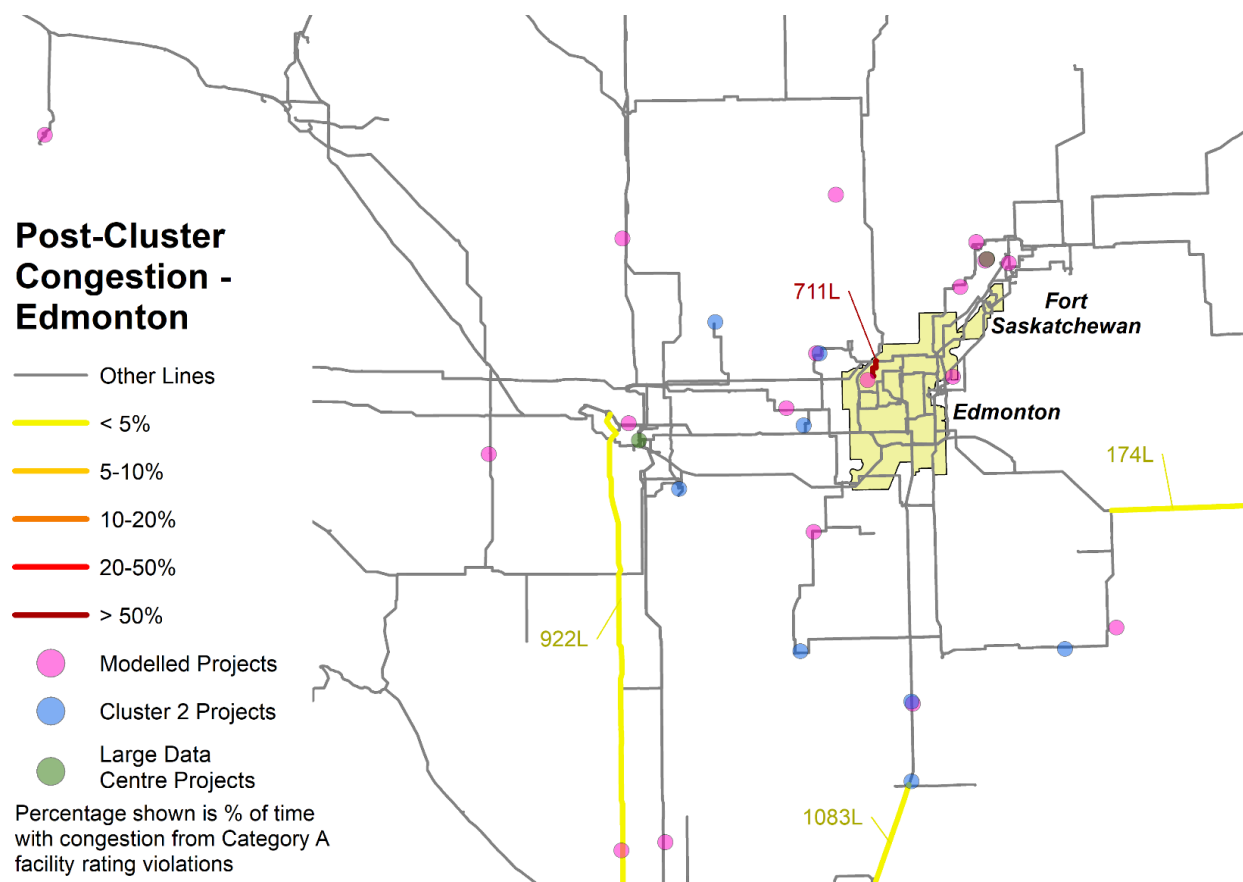 Post-Cluster
Congestion -
Edmonton
Other Lines
< 5%
5-10%
10-20%
20-50%
> 50%
Modelled Projects
Cluster 2 Projects
Large Data
Centre Projects
Percentage shown is % of time
with congestion from Category A
facility rating violations
711L
Fort
Saskatchewan
Edmonton
174L
922L
1083L